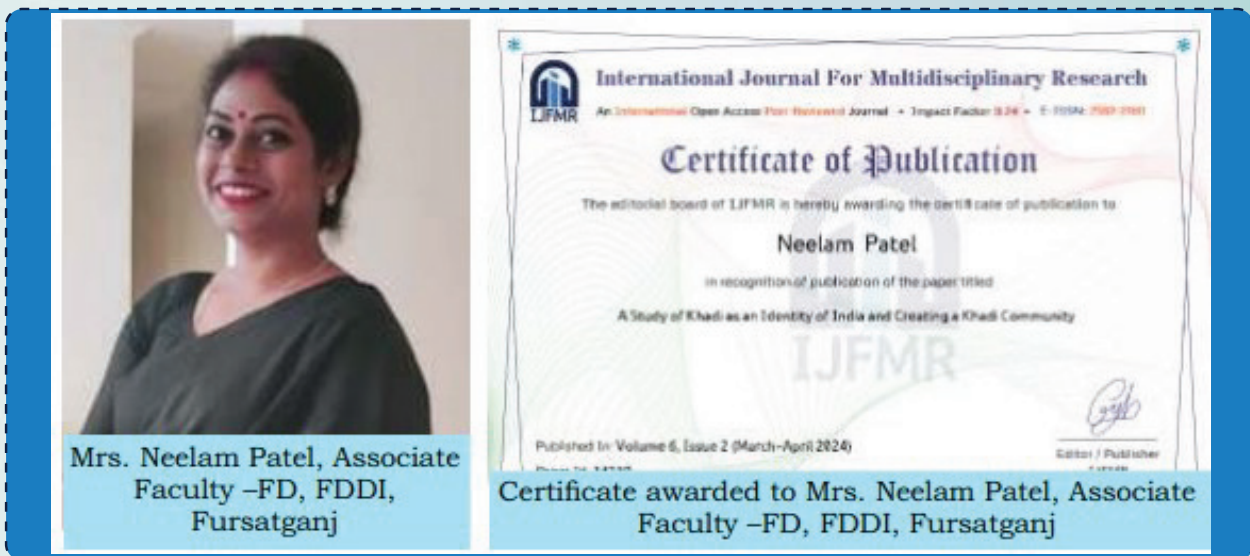 Mrs. Neelam Patel, Associate
Faculty –FD, FDDI,
Fursatganj
IJFMR
International Journal For Multidisciplinary Research
An International Open Access Peer Reviewed Journal • Impact Factor 9.24 • E-ISSN:
Certificate of Publication
The editorial board of IJFMR is hereby awarding the certificate of publication to
Neelam Patel
in recognition of publication of the paper titled
A Study of Khadi as an Identity of India and Creating a Khadi Community
IJFMR
Published In: Volume 6, Issue 2 (March-April 2024)
Editor / Publisher
Certificate awarded to Mrs. Neelam Patel, Associate
Faculty –FD, FDDI, Fursatganj